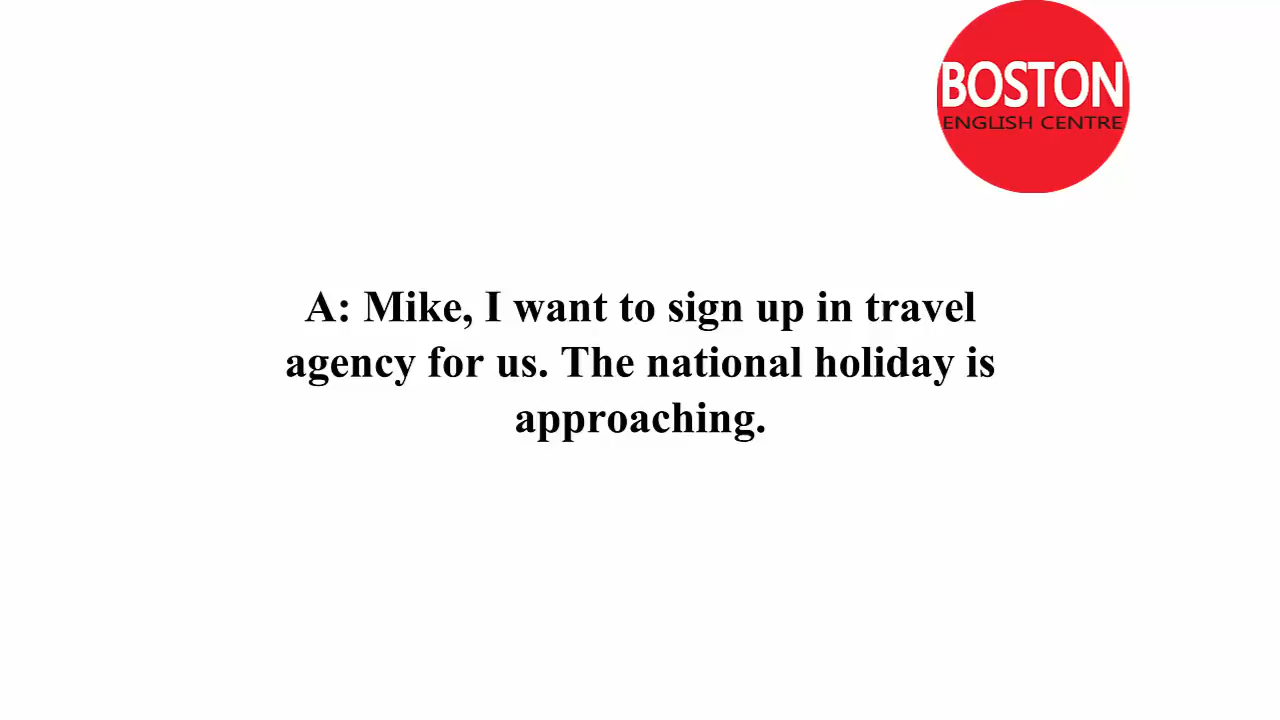 BOSTON
ENGLISH CENTRE
A: Mike, I want to sign up in travel
agency for us. The national holiday is
approaching.